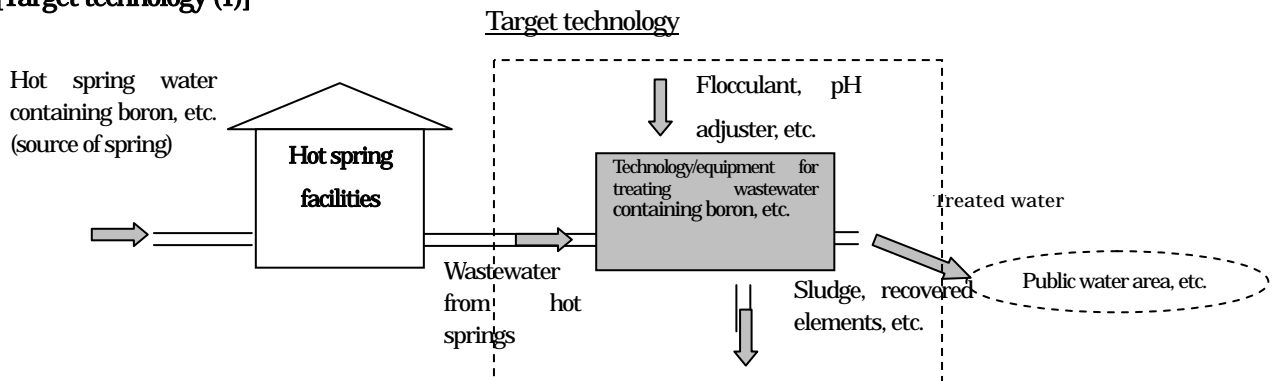 [Target technology (1)]
Target technology
Hot spring water
containing boron, etc.
(source of spring)
Hot spring
facilities
Flocculant, pH
adjuster, etc.
Technology/equipment for
treating wastewater
containing boron, etc.
Treated water
Wastewater
from hot
springs
Sludge, recovered
elements, etc.
Public water area, etc.